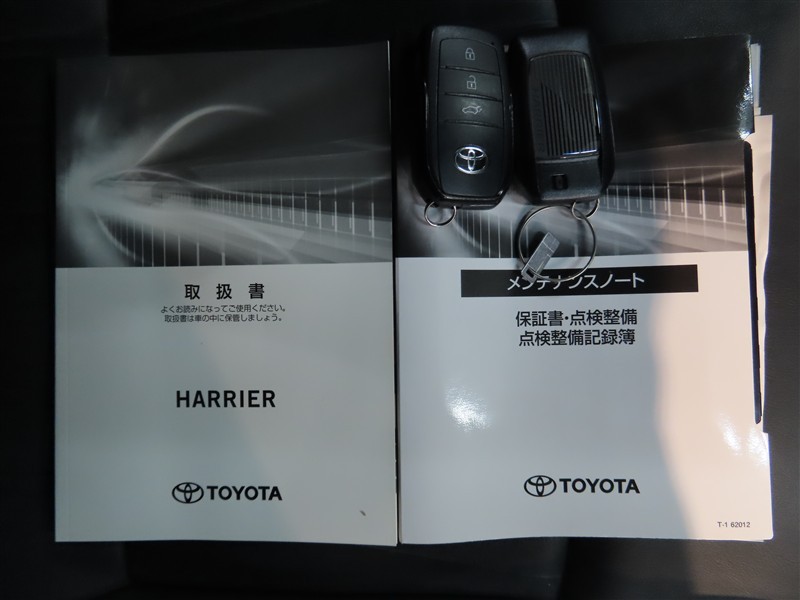 取扱書
よくお読みになってご使用ください。
取扱書は車の中に保管しましょう。
HARRIER
TOYOTA
メンテナンスノート
保証書・点検整備
点検整備記録簿
TOYOTA
T-1 62012